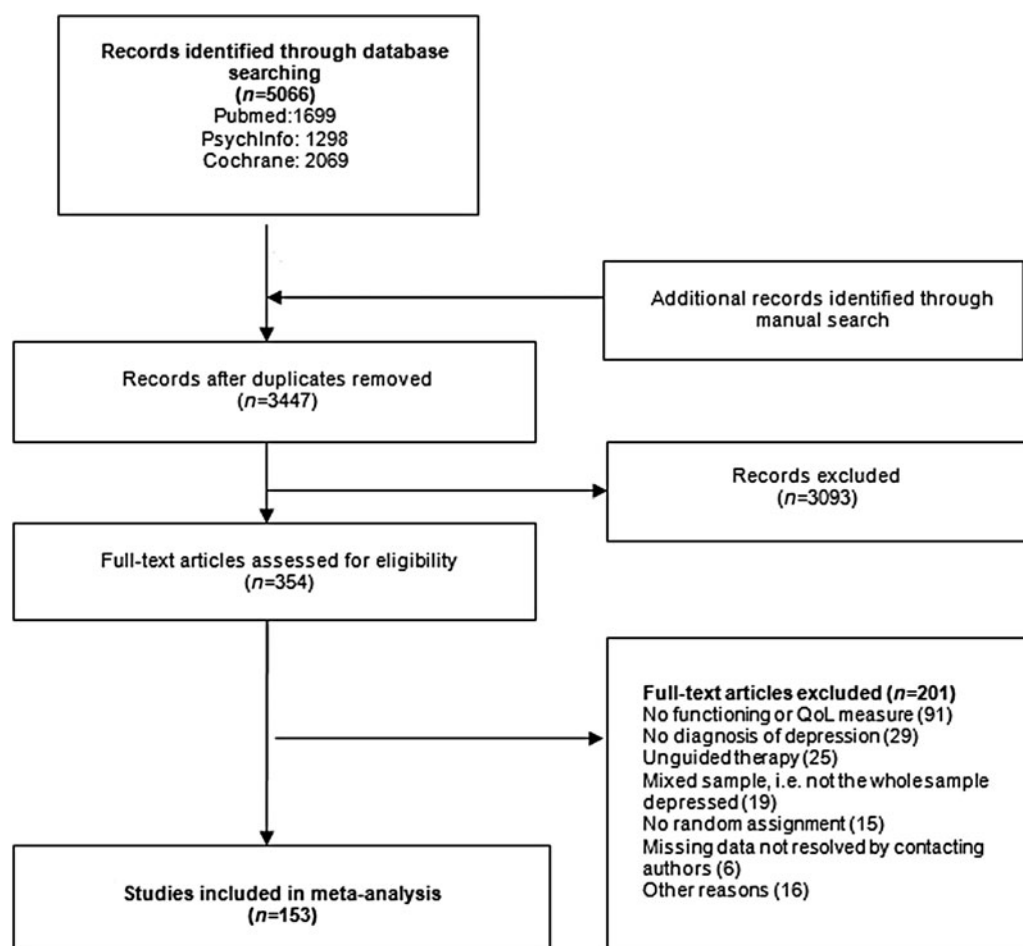 Records identified through database
searching
(n=5066)
Pubmed:1699
PsychInfo: 1298
Cochrane: 2069
Additional records identified through
manual search
Records after duplicates removed
(n=3447)
Records excluded
(n=3093)
Full-text articles assessed for eligibility
(n=354)
Full-text articles excluded (n=201)
No functioning or QoL measure (91)
No diagnosis of depression (29)
Unguided therapy (25)
Mixed sample, i.e. not the whole sample
depressed (19)
No random assignment (15)
Missing data not resolved by contacting
authors (6)
Other reasons (16)
Studies included in meta-analysis
(n=153)